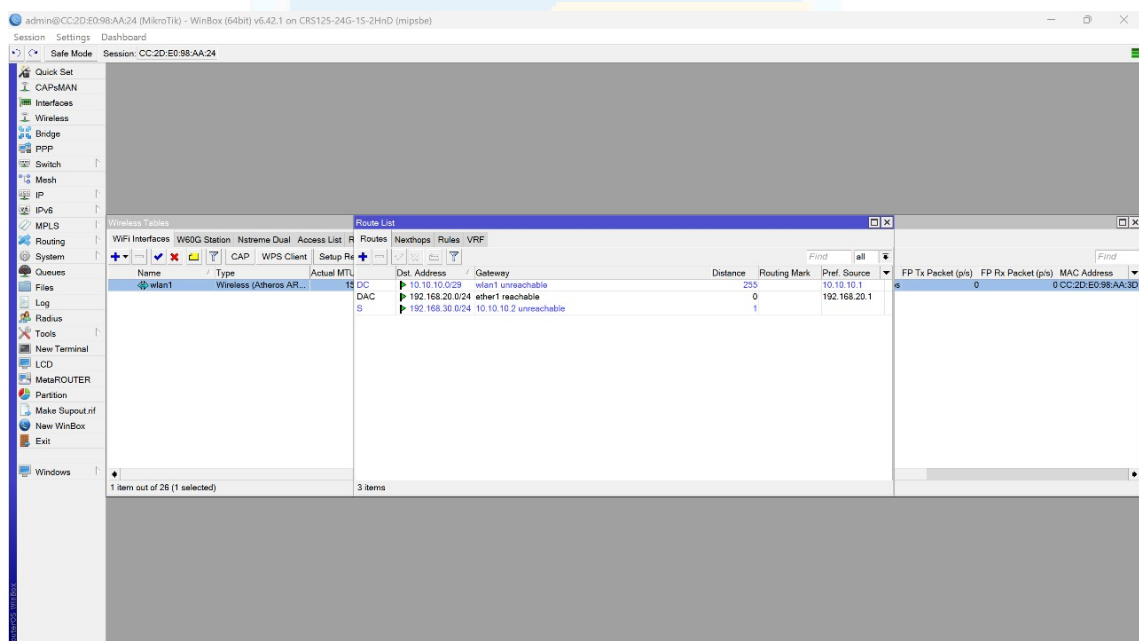 admin@CC:2D:E0:98:AA:24 (MikroTik) - WinBox (64bit) v6.42.1 on CRS125-24G-1S-2HnD (mipsbe)
Session Settings Dashboard
Safe Mode Session: CC:2D:E0:98:AA:24
Quick Set
CAPsMAN
Interfaces
Wireless
Bridge
PPP
Switch
Mesh
IP
IPv6
MPLS
Routing
System
Queues
Files
Log
Radius
Tools
New Terminal
LCD
MetaROUTER
Partition
Make Supout.rif
New WinBox
Exit
Windows
Wireless Tables
WiFi Interfaces W60G Station Nstreme Dual Access List R
CAP WPS Client Setup Re
Name Type Actual MTU
wlan1 Wireless (Atheros AR... 15
1 item out of 26 (1 selected)
Route List
Routes Nexthops Rules VRF
Find all
Dst. Address Gateway Distance Routing Mark Pref. Source
DC 10.10.10.0/29 wlan1 unreachable 255 10.10.10.1
DAC 192.168.20.0/24 ether1 reachable 0 192.168.20.1
S 192.168.30.0/24 10.10.10.2 unreachable 1
3 items
Find
FP Tx Packet (p/s) FP Rx Packet (p/s) MAC Address
0 0 CC:2D:E0:98:AA:3D